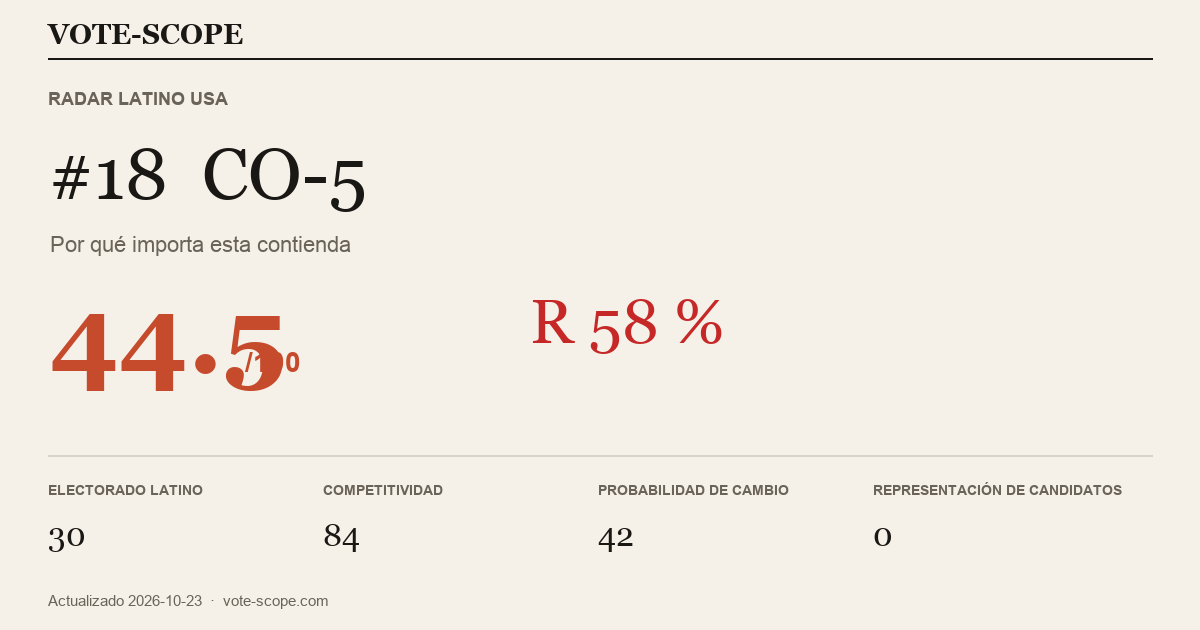 VOTE-SCOPE
RADAR LATINO USA
#18 CO-5
Por qué importa esta contienda
44.5
R 58 %
ELECTORADO LATINO
COMPETITIVIDAD
PROBABILIDAD DE CAMBIO
REPRESENTACIÓN DE CANDIDATOS
30
84
42
0
Actualizado 2026-10-23 · vote-scope.com